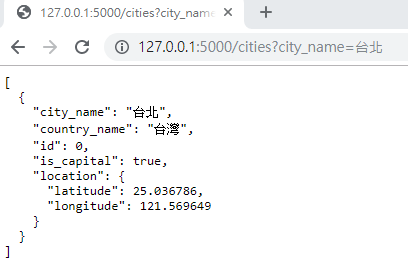 127.0.0.1:5000/cities?city_name
127.0.0.1:5000/cities?city_name=台北
[
  {
    "city_name": "台北",
    "country_name": "台灣",
    "id": 0,
    "is_capital": true,
    "location": {
      "latitude": 25.036786,
      "longitude": 121.569649
    }
  }
]